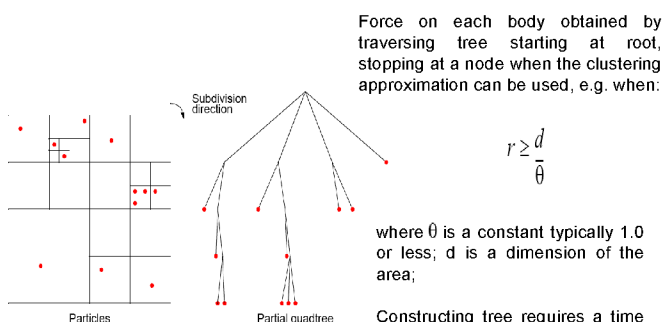 Force on each body obtained by
traversing tree starting at root,
stopping at a node when the clustering
approximation can be used, e.g. when:
Subdivision
direction
r ≥ d/θ
where θ is a constant typically 1.0
or less; d is a dimension of the
area;
Particles
Partial quadtree
Constructing tree requires a time